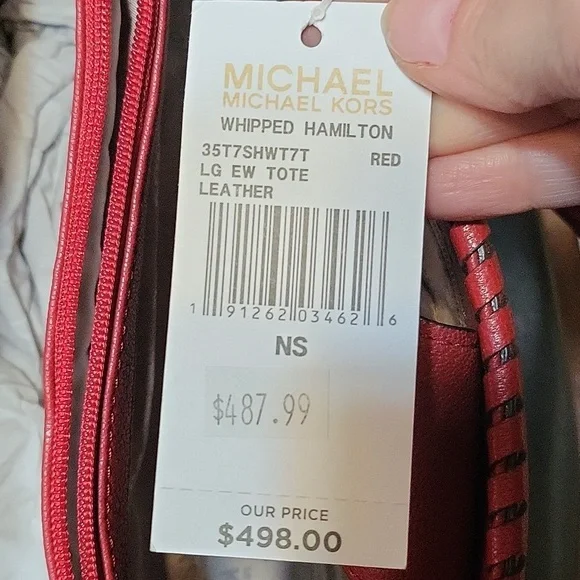 MICHAEL
MICHAEL KORS
WHIPPED HAMILTON
35T7SHWT7T RED
LG EW TOTE
LEATHER
1 91262 03462 6
NS
$487.99
OUR PRICE
$498.00